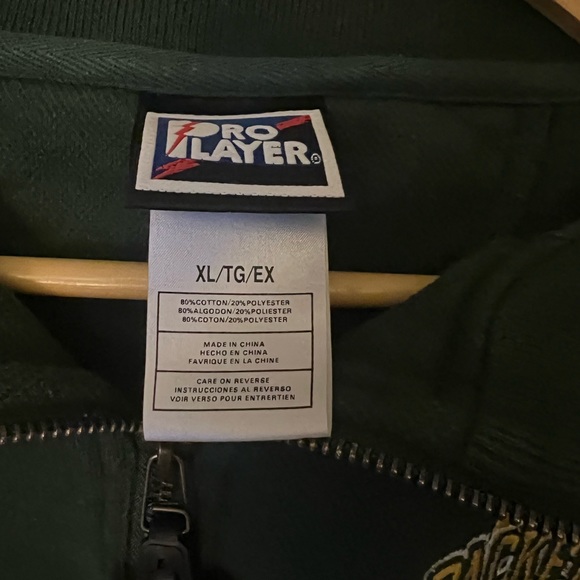 PRO
PLAYER®
XL/TG/EX
80%COTTON/20%POLYESTER
80%ALGODON/20%POLYESTER
80%COTON/20%POLYESTER
MADE IN CHINA
HECHO EN CHINA
FAVRIQUE EN LA CHINE
CARE ON REVERSE
INSTRUCCIONES AL REVERSO
VOIR VERSO POUR ENTRETIEN